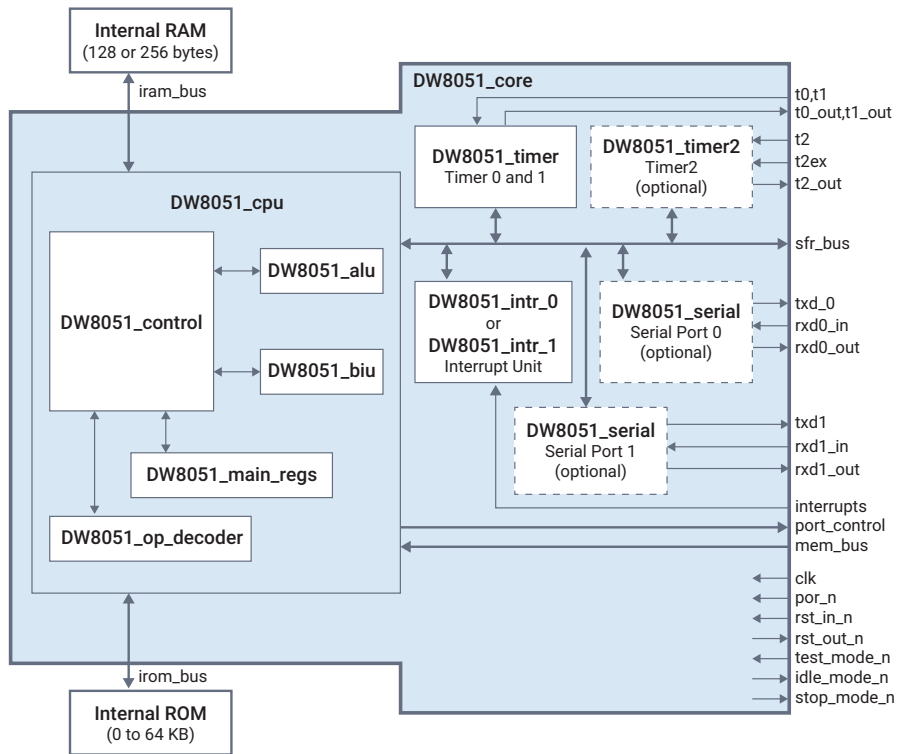 Internal RAM
(128 or 256 bytes)
iram_bus
DW8051_core
t0,t1
t0_out,t1_out
DW8051_timer
Timer 0 and 1
DW8051_timer2
Timer2
(optional)
t2
t2ex
t2_out
DW8051_cpu
sfr_bus
DW8051_control
DW8051_alu
DW8051_biu
DW8051_main_regs
DW8051_op_decoder
DW8051_intr_0
or
DW8051_intr_1
Interrupt Unit
DW8051_serial
Serial Port 0
(optional)
txd_0
rxd0_in
rxd0_out
DW8051_serial
Serial Port 1
(optional)
txd1
rxd1_in
rxd1_out
interrupts
port_control
mem_bus
clk
por_n
rst_in_n
rst_out_n
test_mode_n
idle_mode_n
stop_mode_n
irom_bus
Internal ROM
(0 to 64 KB)